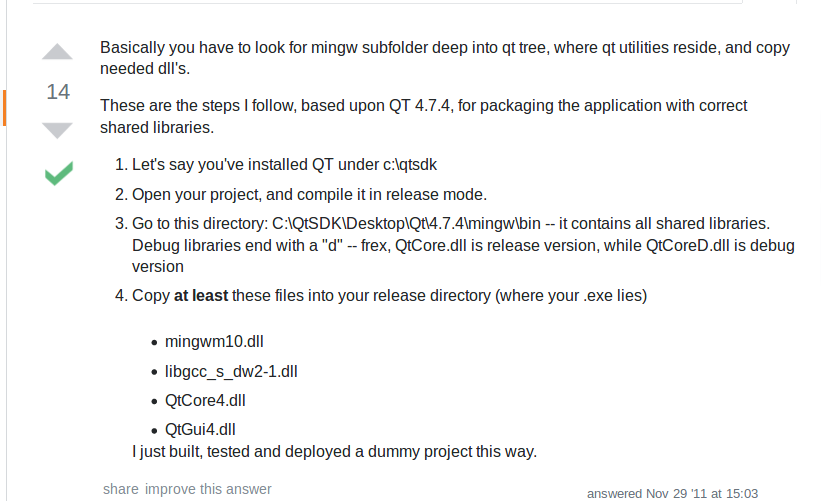 Basically you have to look for mingw subfolder deep into qt tree, where qt utilities reside, and copy
needed dll's.
14
These are the steps I follow, based upon QT 4.7.4, for packaging the application with correct
shared libraries.
1. Let's say you've installed QT under c:\qtsdk
2. Open your project, and compile it in release mode.
3. Go to this directory: C:\QtSDK\Desktop\Qt\4.7.4\mingw\bin -- it contains all shared libraries.
Debug libraries end with a "d" -- frex, QtCore.dll is release version, while QtCoreD.dll is debug
version
4. Copy at least these files into your release directory (where your .exe lies)
• mingwm10.dll
• libgcc_s_dw2-1.dll
• QtCore4.dll
• QtGui4.dll
I just built, tested and deployed a dummy project this way.
share improve this answer
answered Nov 29 '11 at 15:03